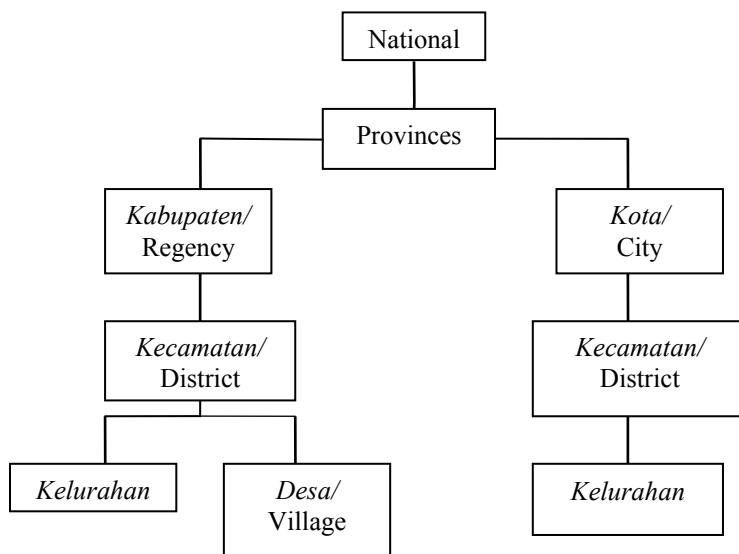 National
Provinces
Kabupaten/
Regency
Kota/
City
Kecamatan/
District
Kecamatan/
District
Kelurahan
Desa/
Village
Kelurahan